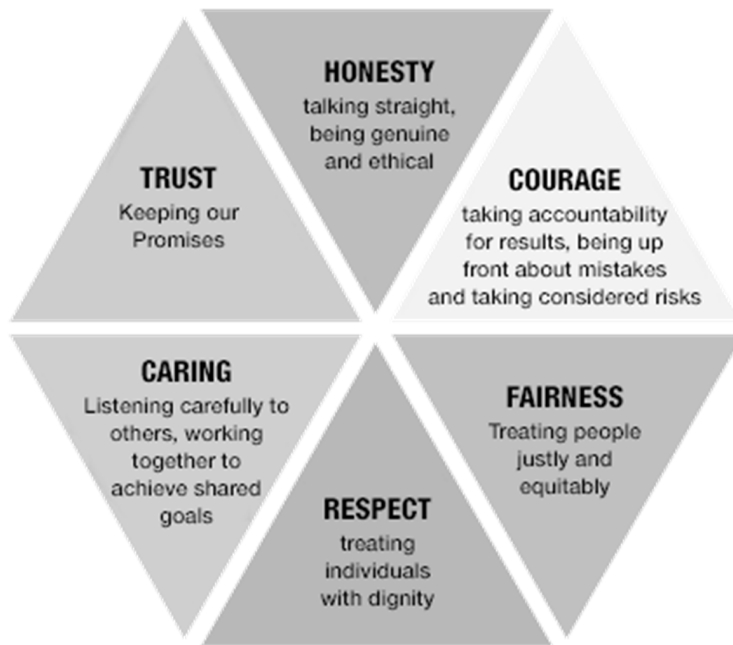 HONESTY
talking straight,
being genuine
and ethical
TRUST
Keeping our
Promises
COURAGE
taking accountability
for results, being up
front about mistakes
and taking considered risks
CARING
Listening carefully to
others, working
together to
achieve shared
goals
RESPECT
treating
individuals
with dignity
FAIRNESS
Treating people
justly and
equitably